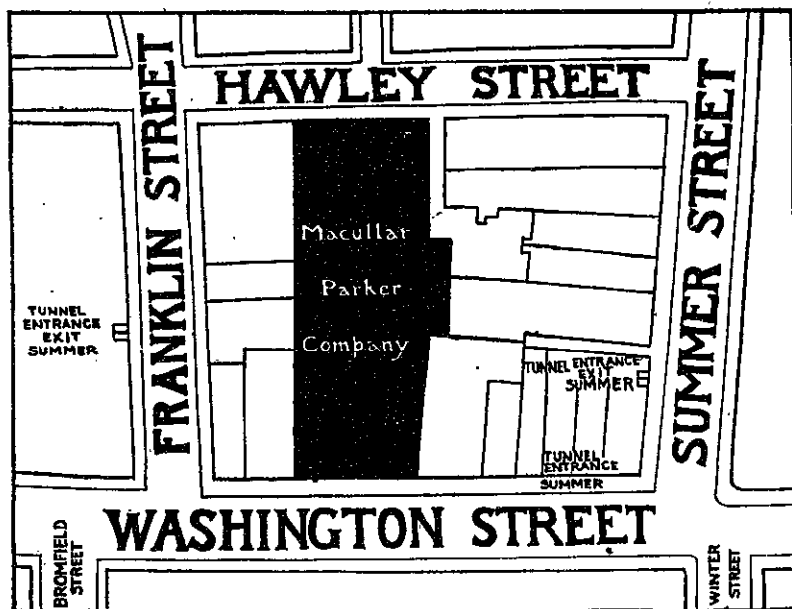 HAWLEY STREET
FRANKLIN STREET
SUMMER STREET
Macullar
Parker
Company
TUNNEL
ENTRANCE
EXIT
SUMMER
TUNNEL ENTRANCE
EXIT
SUMMER
TUNNEL
ENTRANCE
SUMMER
WASHINGTON STREET
BROMFIELD
STREET
WINTER
STREET